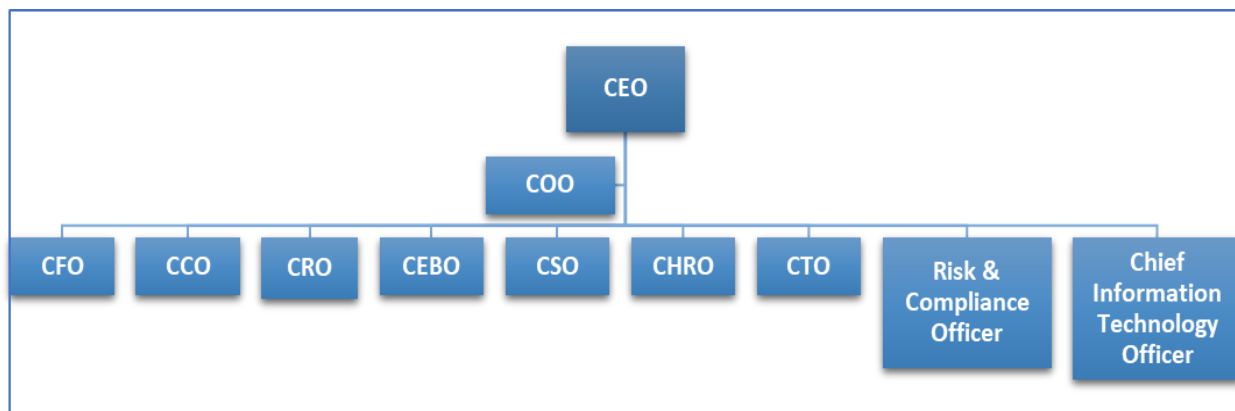 CEO
COO
CFO
CCO
CRO
CEBO
CSO
CHRO
CTO
Risk &
Compliance
Officer
Chief
Information
Technology
Officer